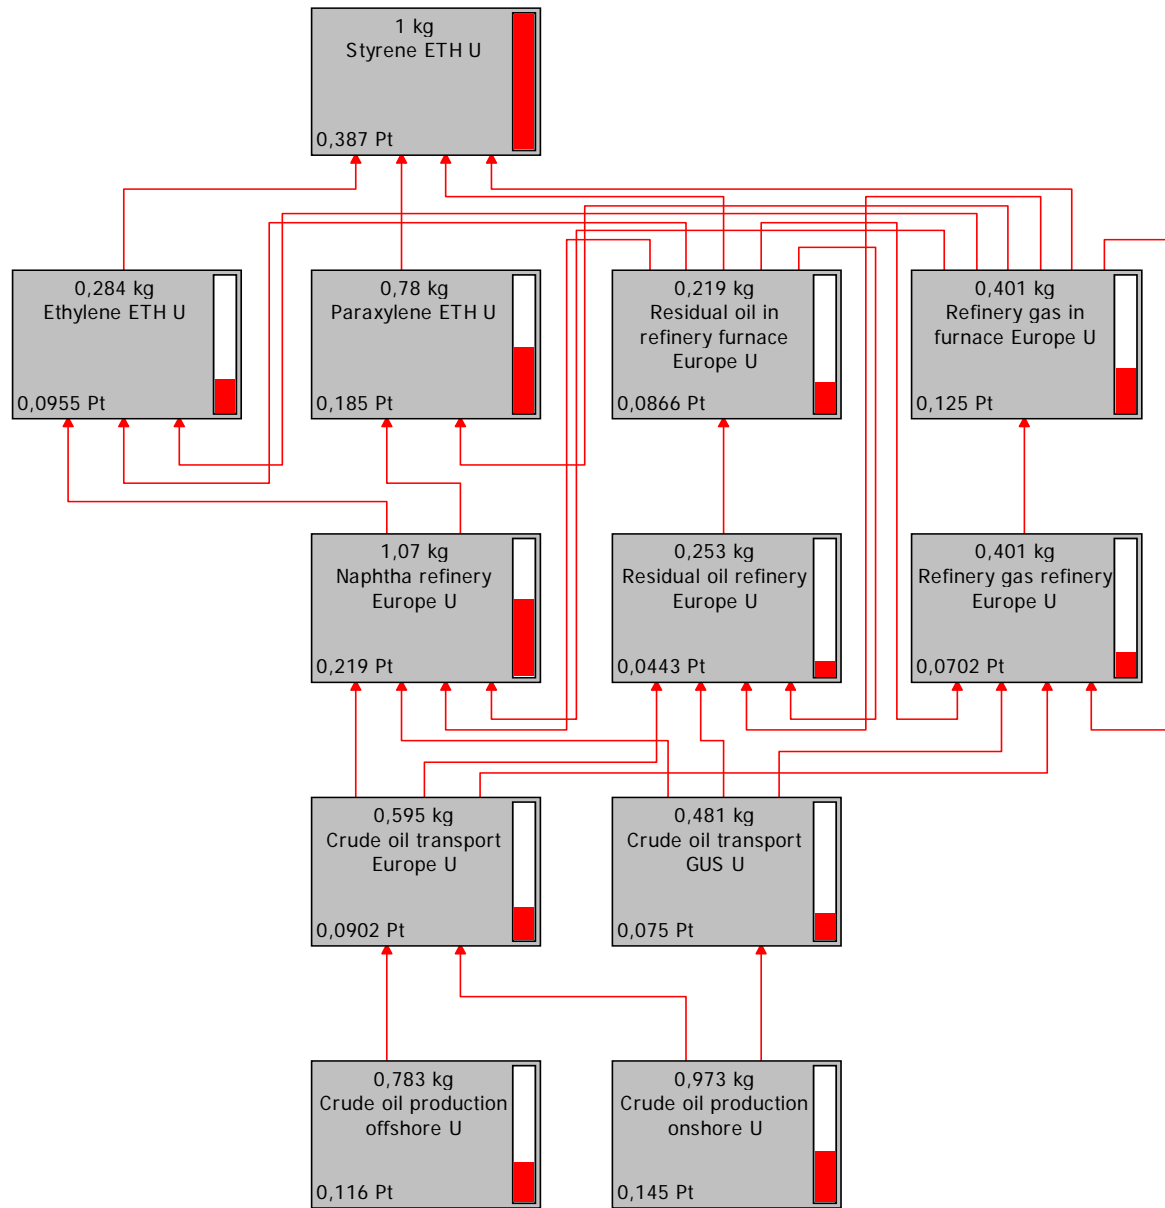 1 kg
Styrene ETH U
0,387 Pt
0,284 kg
Ethylene ETH U
0,0955 Pt
0,78 kg
Paraxylene ETH U
0,185 Pt
0,219 kg
Residual oil in
refinery furnace
Europe U
0,0866 Pt
0,401 kg
Refinery gas in
furnace Europe U
0,125 Pt
1,07 kg
Naphtha refinery
Europe U
0,219 Pt
0,253 kg
Residual oil refinery
Europe U
0,0443 Pt
0,401 kg
Refinery gas refinery
Europe U
0,0702 Pt
0,595 kg
Crude oil transport
Europe U
0,0902 Pt
0,481 kg
Crude oil transport
GUS U
0,075 Pt
0,783 kg
Crude oil production
offshore U
0,116 Pt
0,973 kg
Crude oil production
onshore U
0,145 Pt